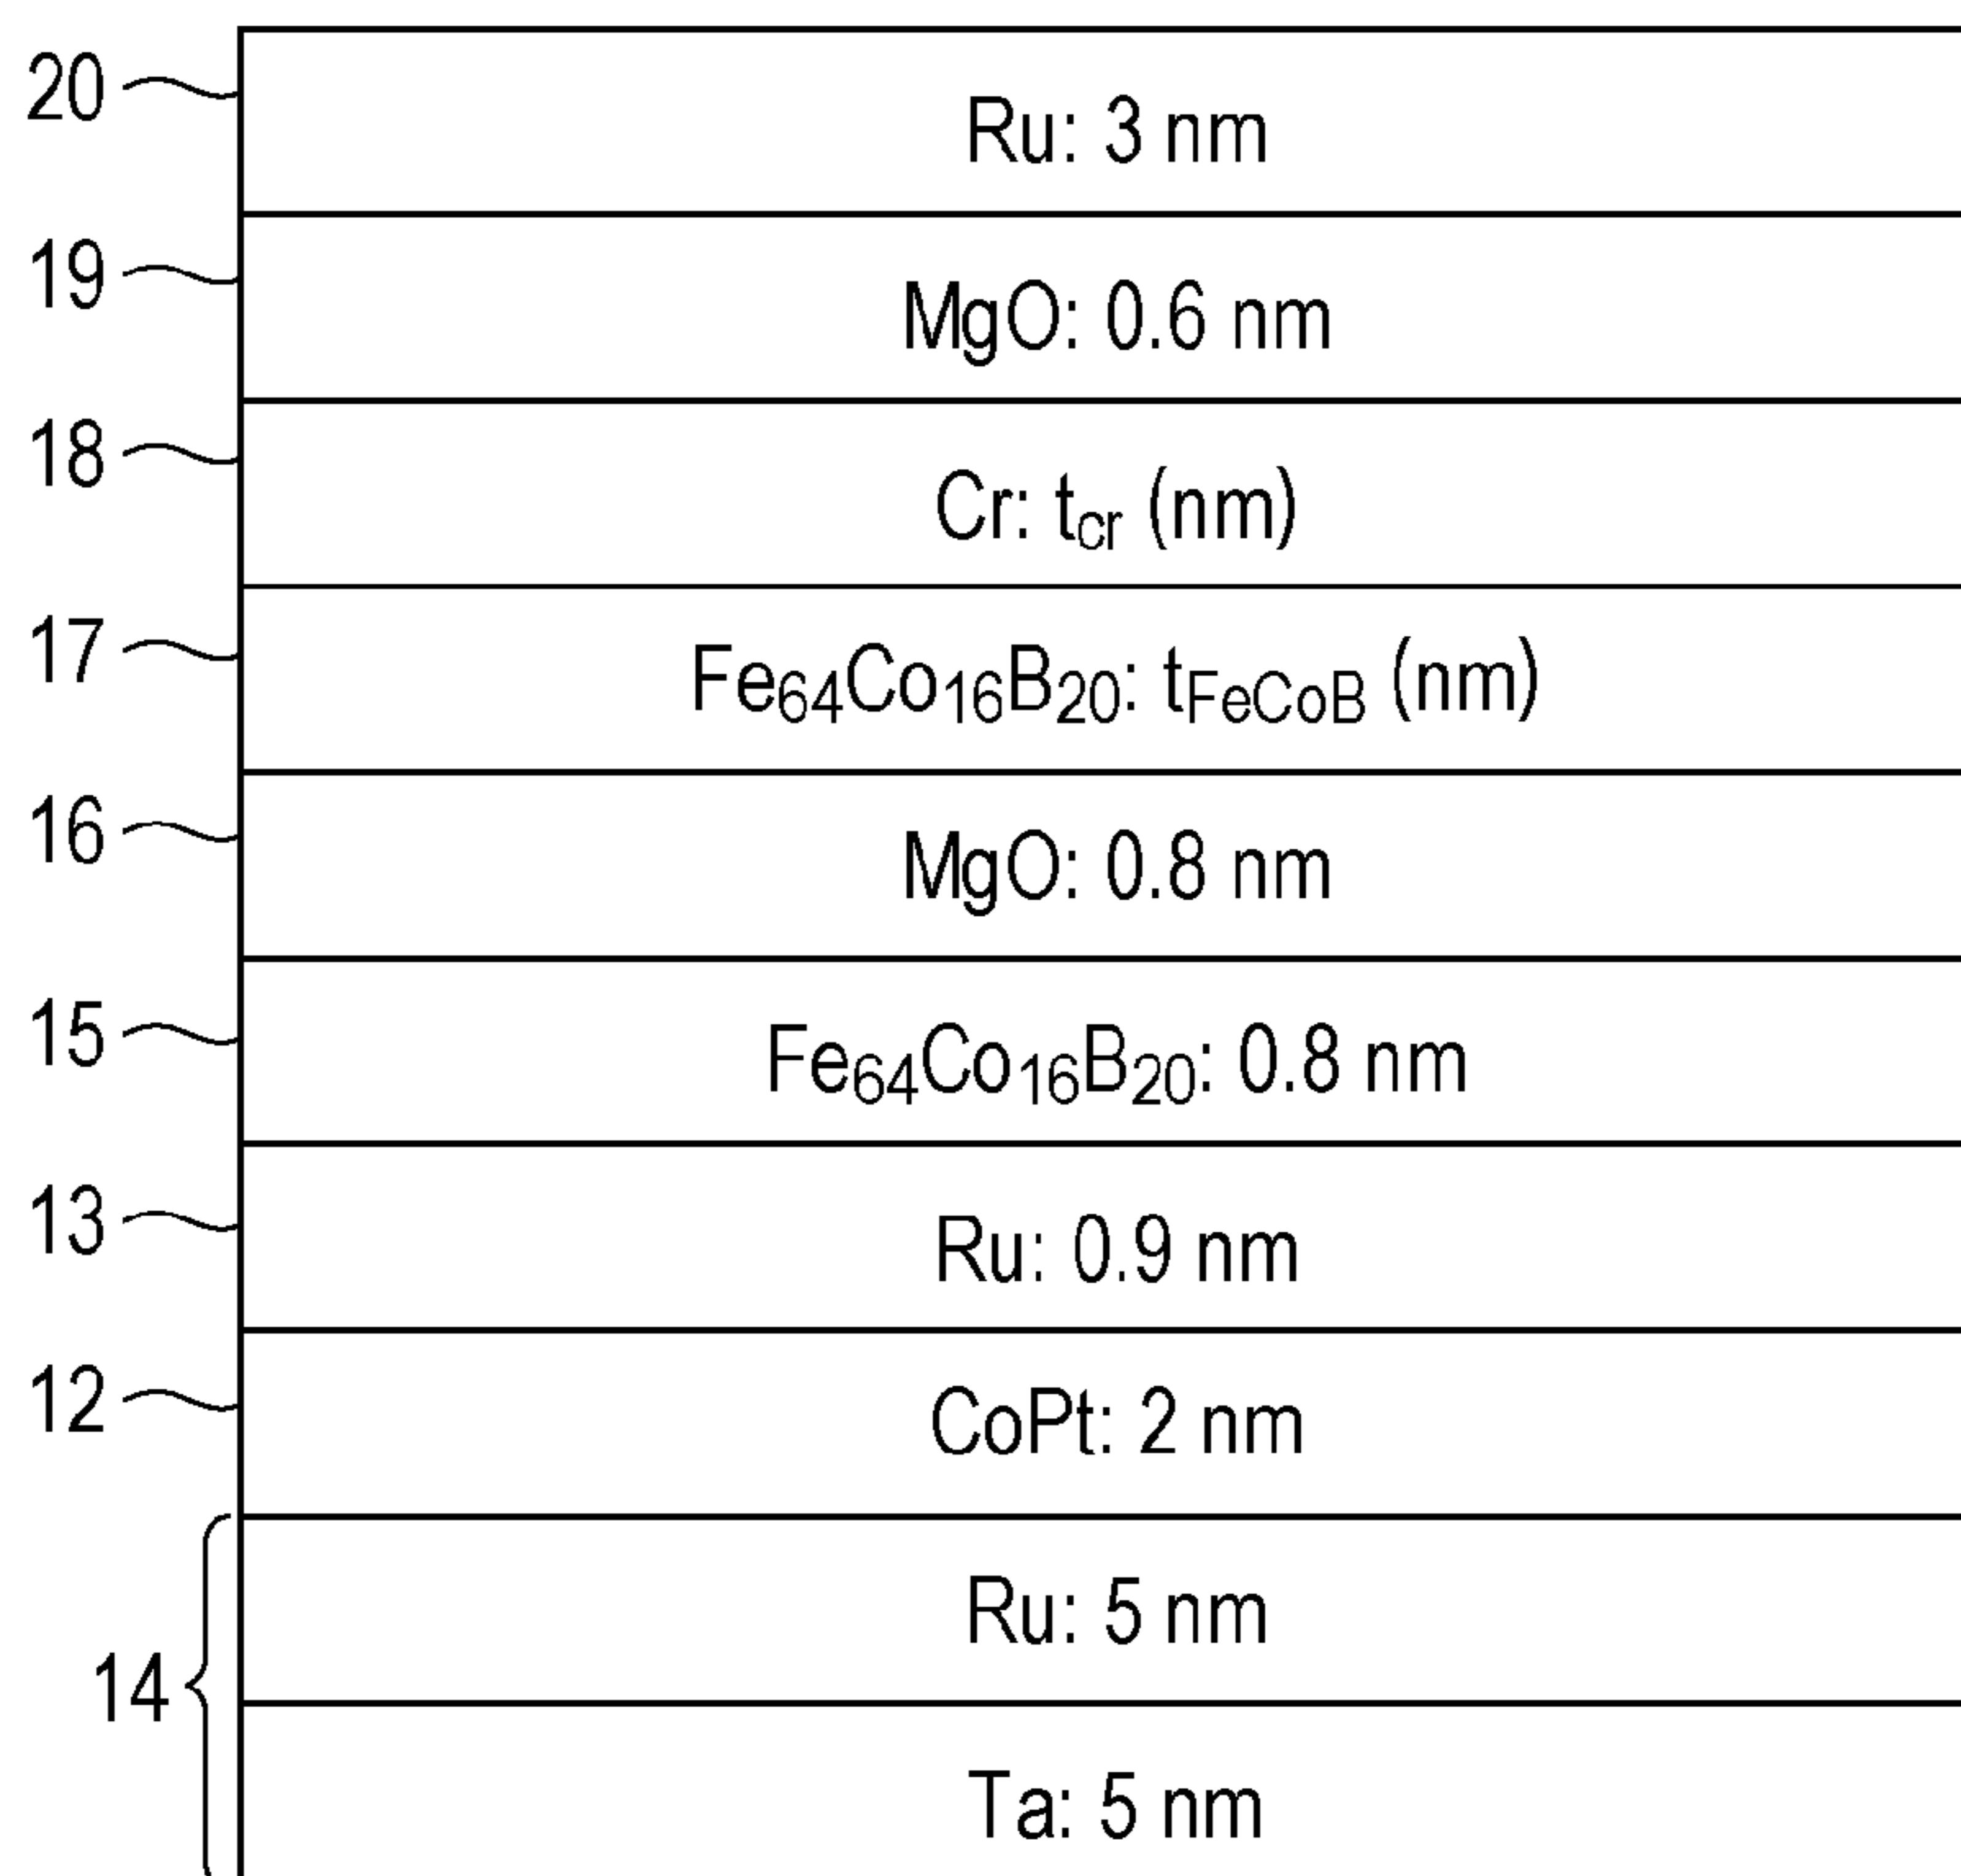 20 Ru: 3 nm
19 MgO: 0.6 nm
18 Cr: tcr (nm)
17 Fe64Co16B20: tFeCoB (nm)
16 MgO: 0.8 nm
15 Fe64Co16B20: 0.8 nm
13 Ru: 0.9 nm
12 CoPt: 2 nm
Ru: 5 nm
14
Ta: 5 nm